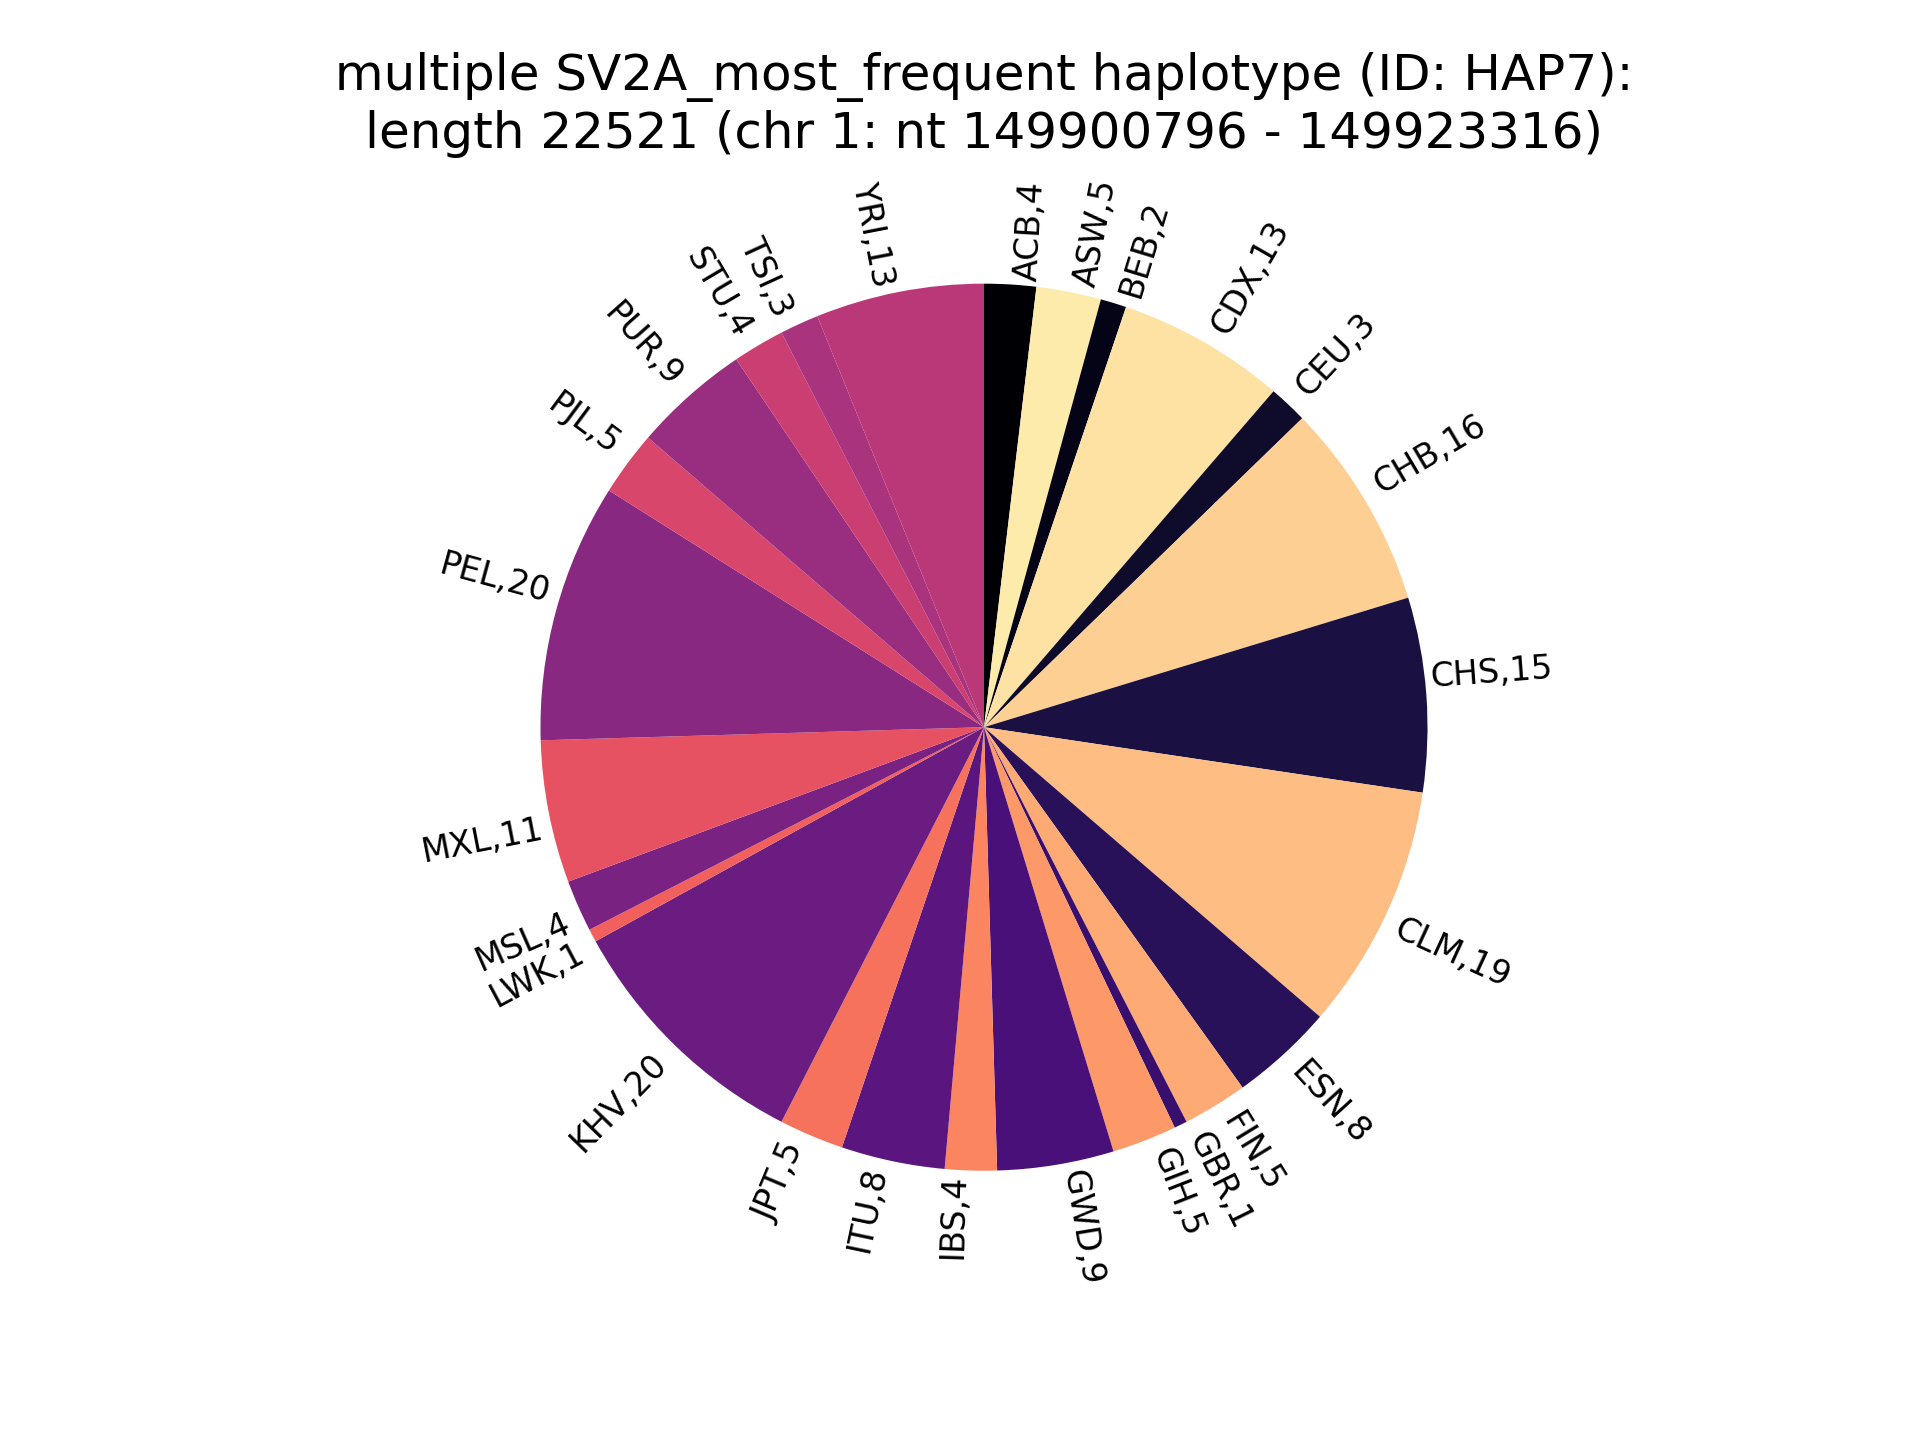 multiple SV2A_most_frequent haplotype (ID: HAP7):
length 22521 (chr 1: nt 149900796 - 149923316)
ACB,4
ASW,5
BEB,2
CDX,13
CEU,3
CHB,16
CHS,15
CLM,19
ESN,8
FIN,5
GBR,1
GIH,5
GWD,9
IBS,4
ITU,8
JPT,5
KHV,20
LWK,1
MSL,4
MXL,11
PEL,20
PJL,5
PUR,9
STU,4
TSI,3
YRI,13